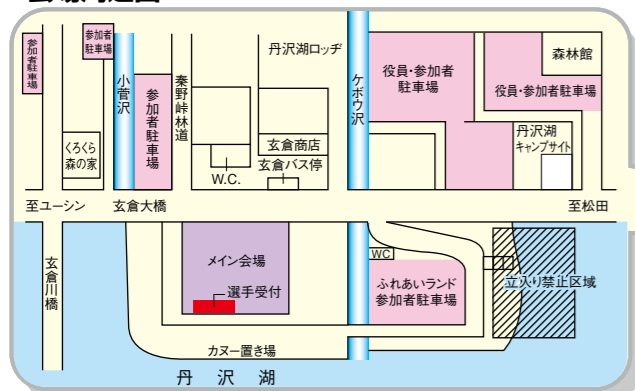 会場周辺図
参加者駐車場
参加者
駐車場
小菅沢
参加者駐車場
秦野峠林道
丹沢湖ロッヂ
ケボウ沢
役員・参加者
駐車場
森林館
役員・参加者駐車場
くろくら
森の家
W.C.
玄倉商店
玄倉バス停
丹沢湖
キャンプサイト
至ユーシン
玄倉大橋
至松田
玄倉川橋
メイン会場
選手受付
WC
ふれあいランド
参加者駐車場
立入り禁止区域
カヌー置き場
丹沢湖